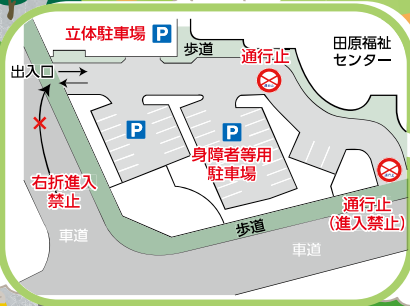 立体駐車場 P
歩道
通行止
田原福祉
センター
出入口
P
P
身障者等用
駐車場
右折進入
禁止
通行止
(進入禁止)
歩道
車道
車道